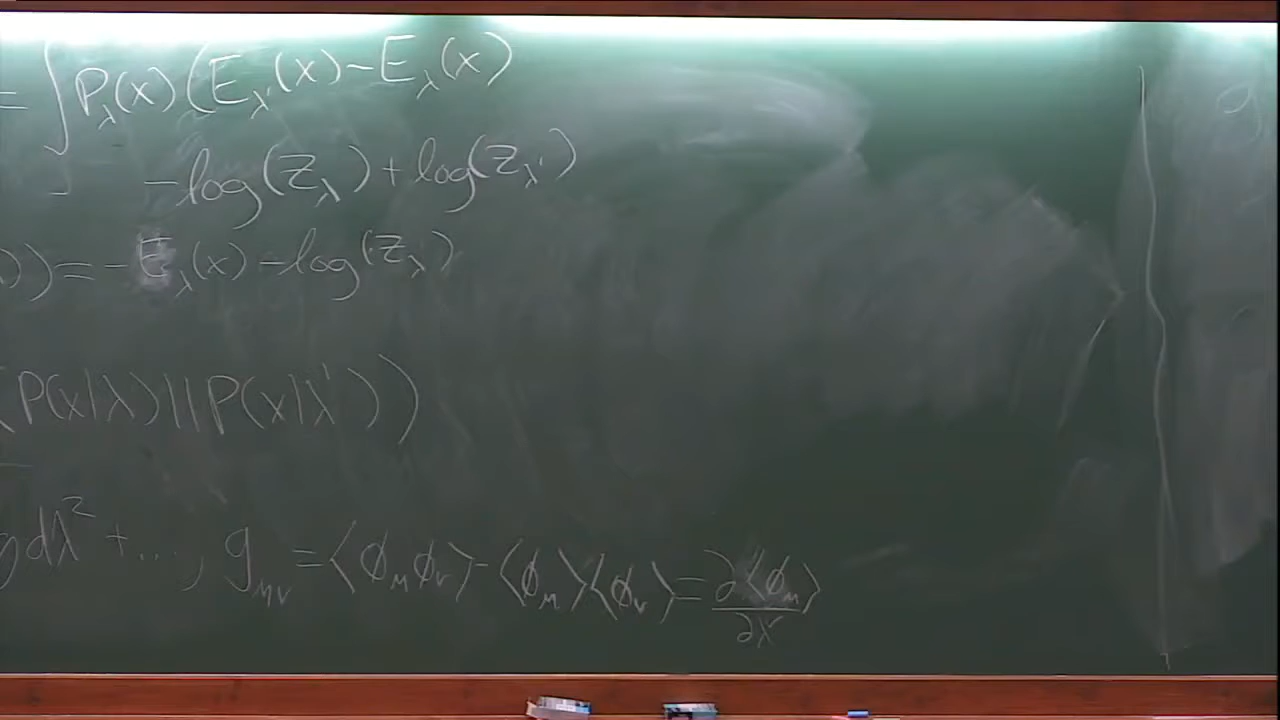 = ∫ P_λ(x) (E_λ'(x) - E_λ(x)
- log(Z_λ) + log(Z_λ')
)) = -E_λ(x) - log(Z_λ)
(P(x|λ)||P(x|λ'))
g dλ² + ..., g_μν = ⟨φ_μ φ_ν⟩ - ⟨φ_μ⟩⟨φ_ν⟩ = ∂⟨φ_μ⟩/∂λ^ν